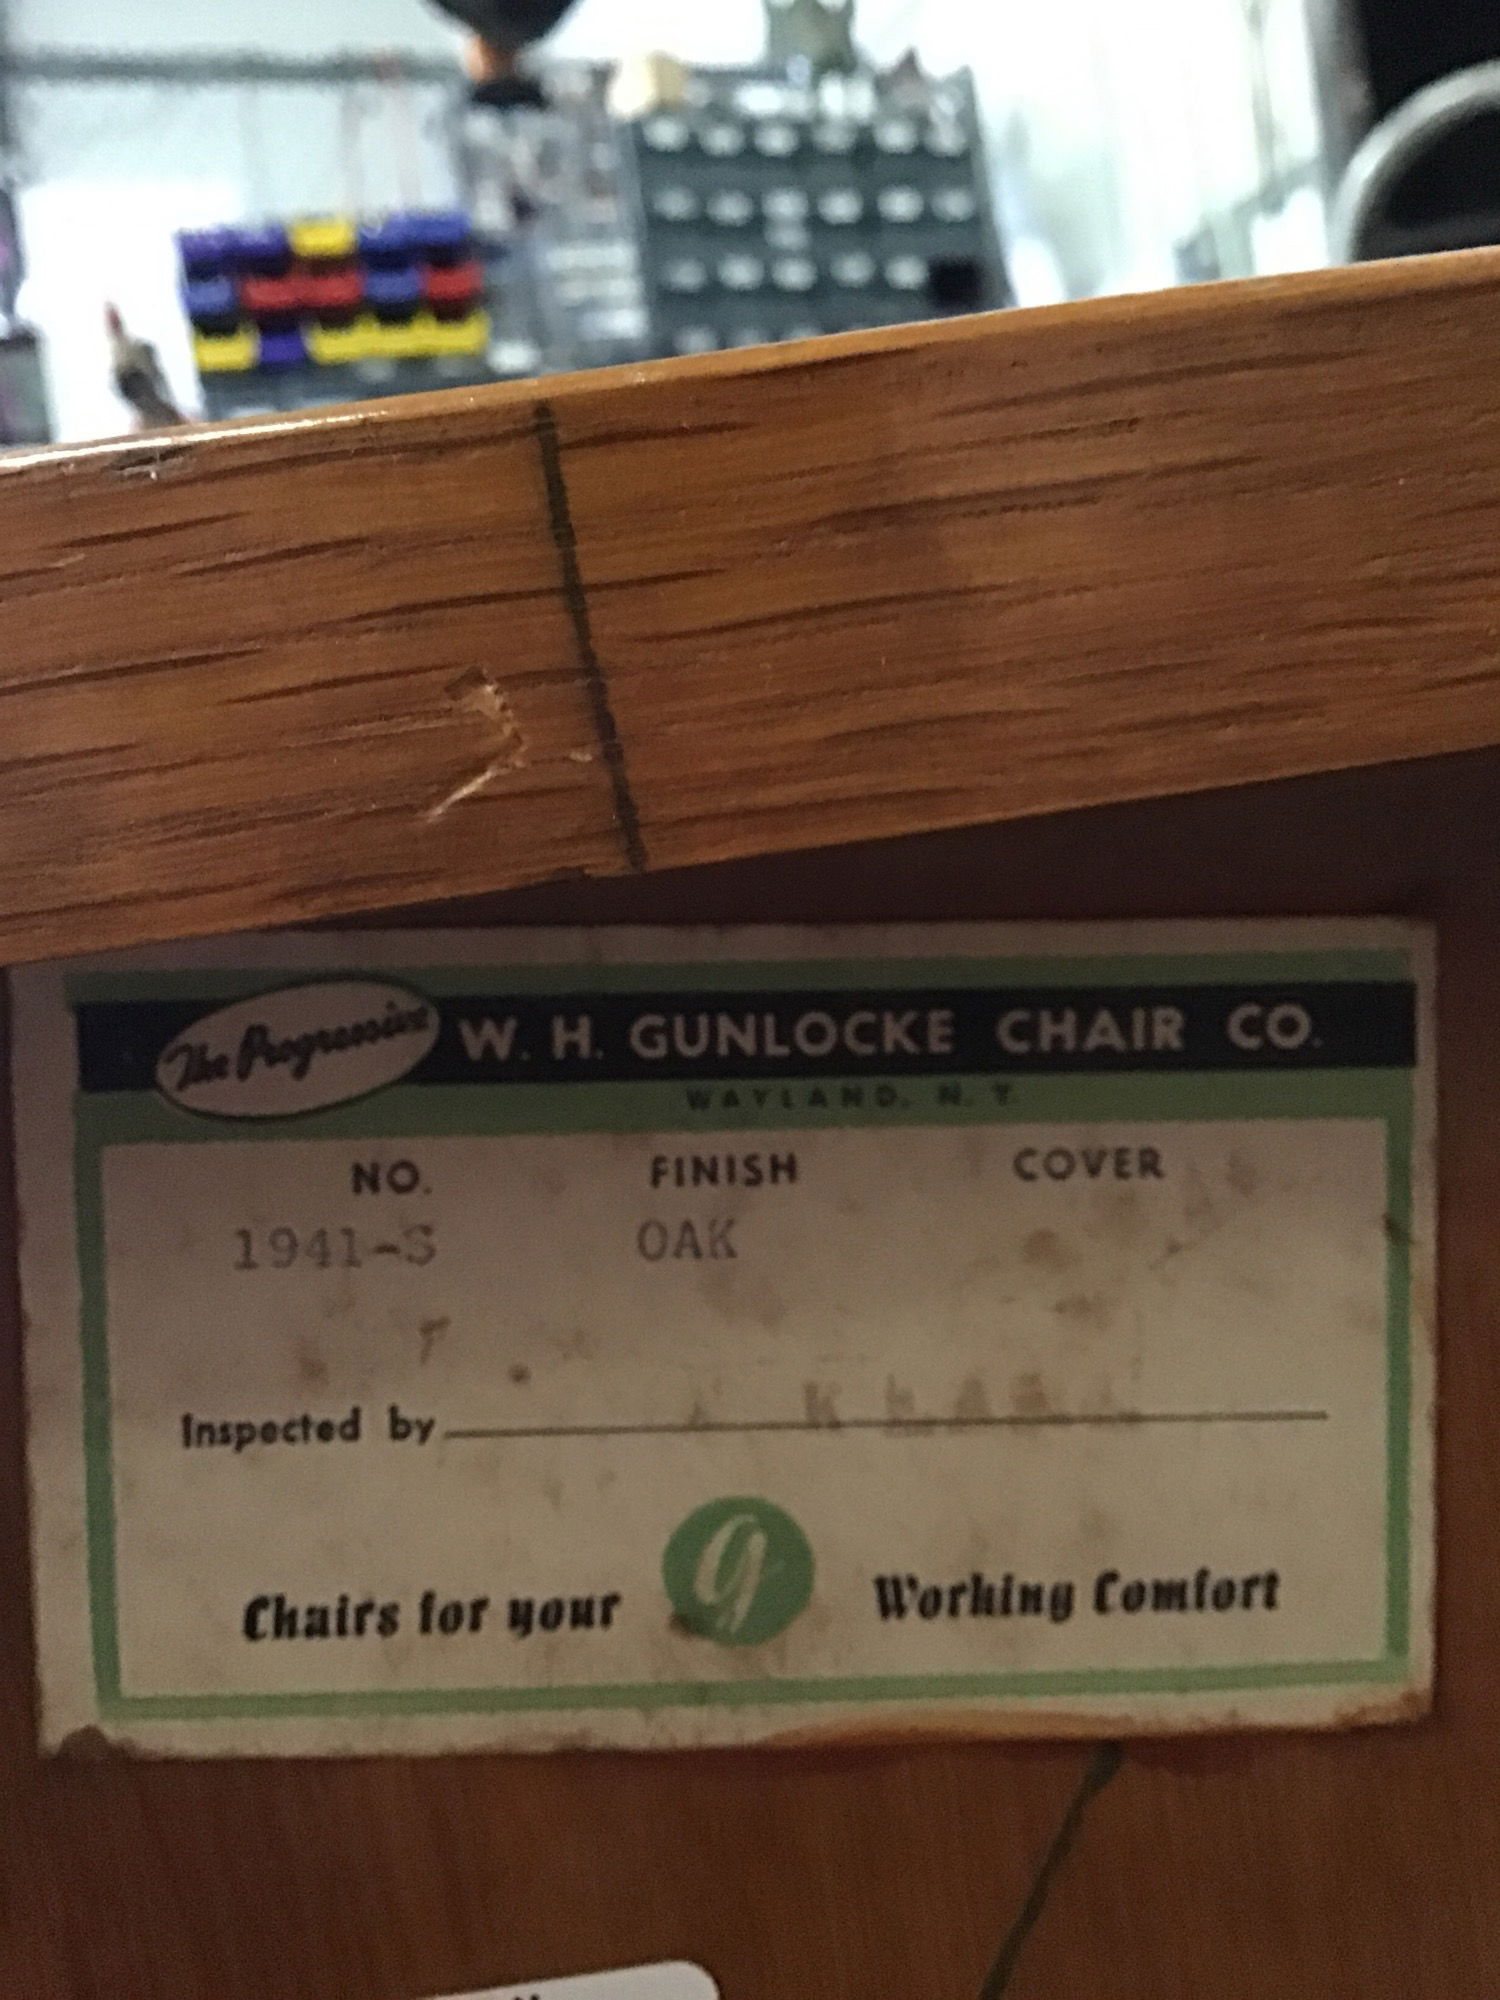 The Progressive W. H. GUNLOCKE CHAIR CO.
WAYLAND, N. Y.
NO. FINISH COVER
1941-S OAK
Inspected by
Chairs for your g Working Comfort